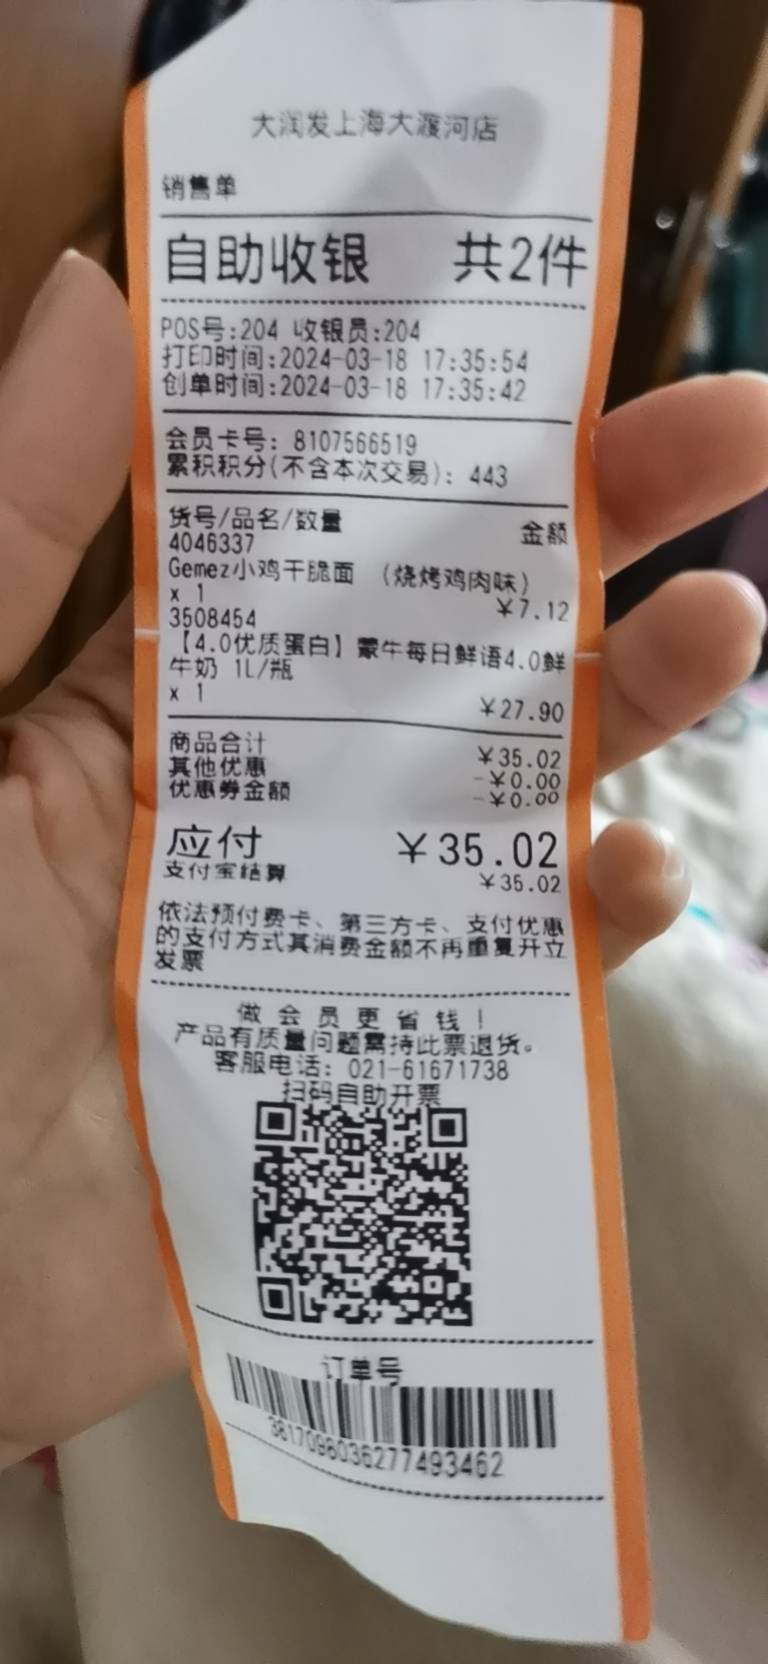 大润发上海大渡河店
销售单
自助收银 共2件
POS号:204 收银员:204
打印时间:2024-03-18 17:35:54
创单时间:2024-03-18 17:35:42
会员卡号: 8107566519
累积积分(不含本次交易): 443
货号/品名/数量 金额
4046337
Gemez小鸡干脆面 (烧烤鸡肉味)
x 1 ¥7.12
3508454
【4.0优质蛋白】蒙牛每日鲜语4.0鲜
牛奶 1L/瓶
x 1 ¥27.90
商品合计 ¥35.02
其他优惠 -¥0.00
优惠券金额 -¥0.00
应付 ¥35.02
支付宝结算 ¥35.02
依法预付费卡、第三方卡、支付优惠
的支付方式其消费金额不再重复开立
发票
做会员更省钱!
产品有质量问题需持此票退货。
客服电话: 021-61671738
扫码自助开票
订单号
3817098036277493462